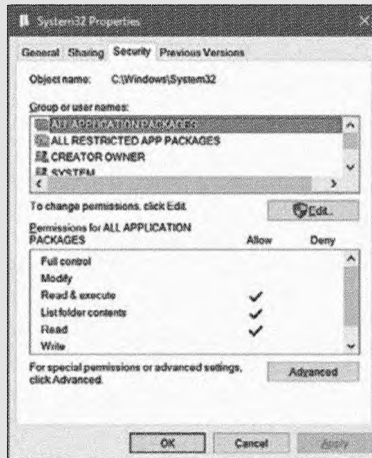 System32 Properties
General Sharing Security Previous Versions
Object name: C:\Windows\System32
Group or user names:
ALL APPLICATION PACKAGES
ALL RESTRICTED APP PACKAGES
CREATOR OWNER
SYSTEM
To change permissions, click Edit.
Edit...
Permissions for ALL APPLICATION
PACKAGES Allow Deny
Full control
Modify
Read & execute
List folder contents
Read
Write
For special permissions or advanced settings,
click Advanced.
Advanced
OK Cancel Apply